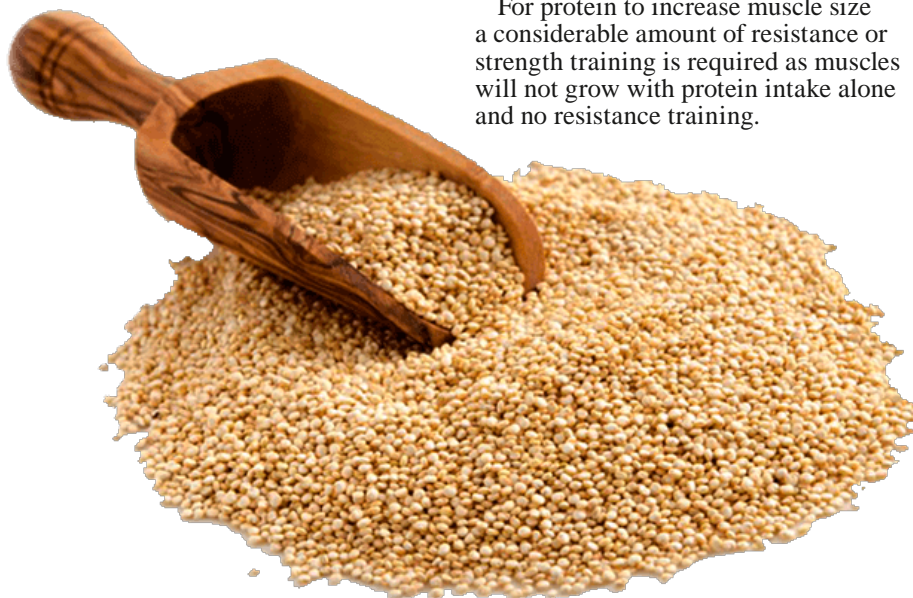 For protein to increase muscle size
a considerable amount of resistance or
strength training is required as muscles
will not grow with protein intake alone
and no resistance training.